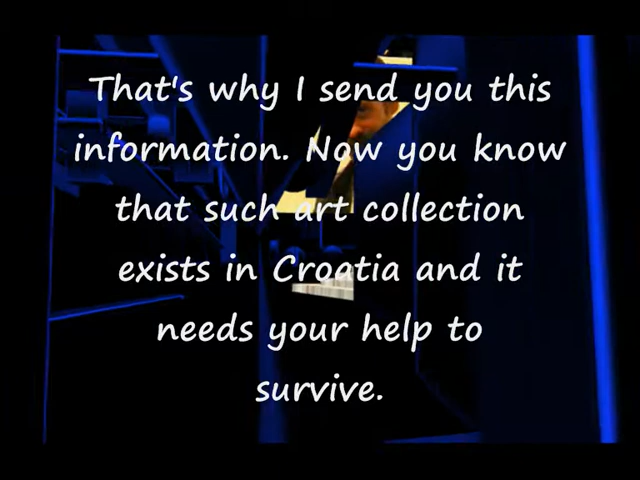 That's why I send you this
information. Now you know
that such art collection
exists in Croatia and it
needs your help to
survive.